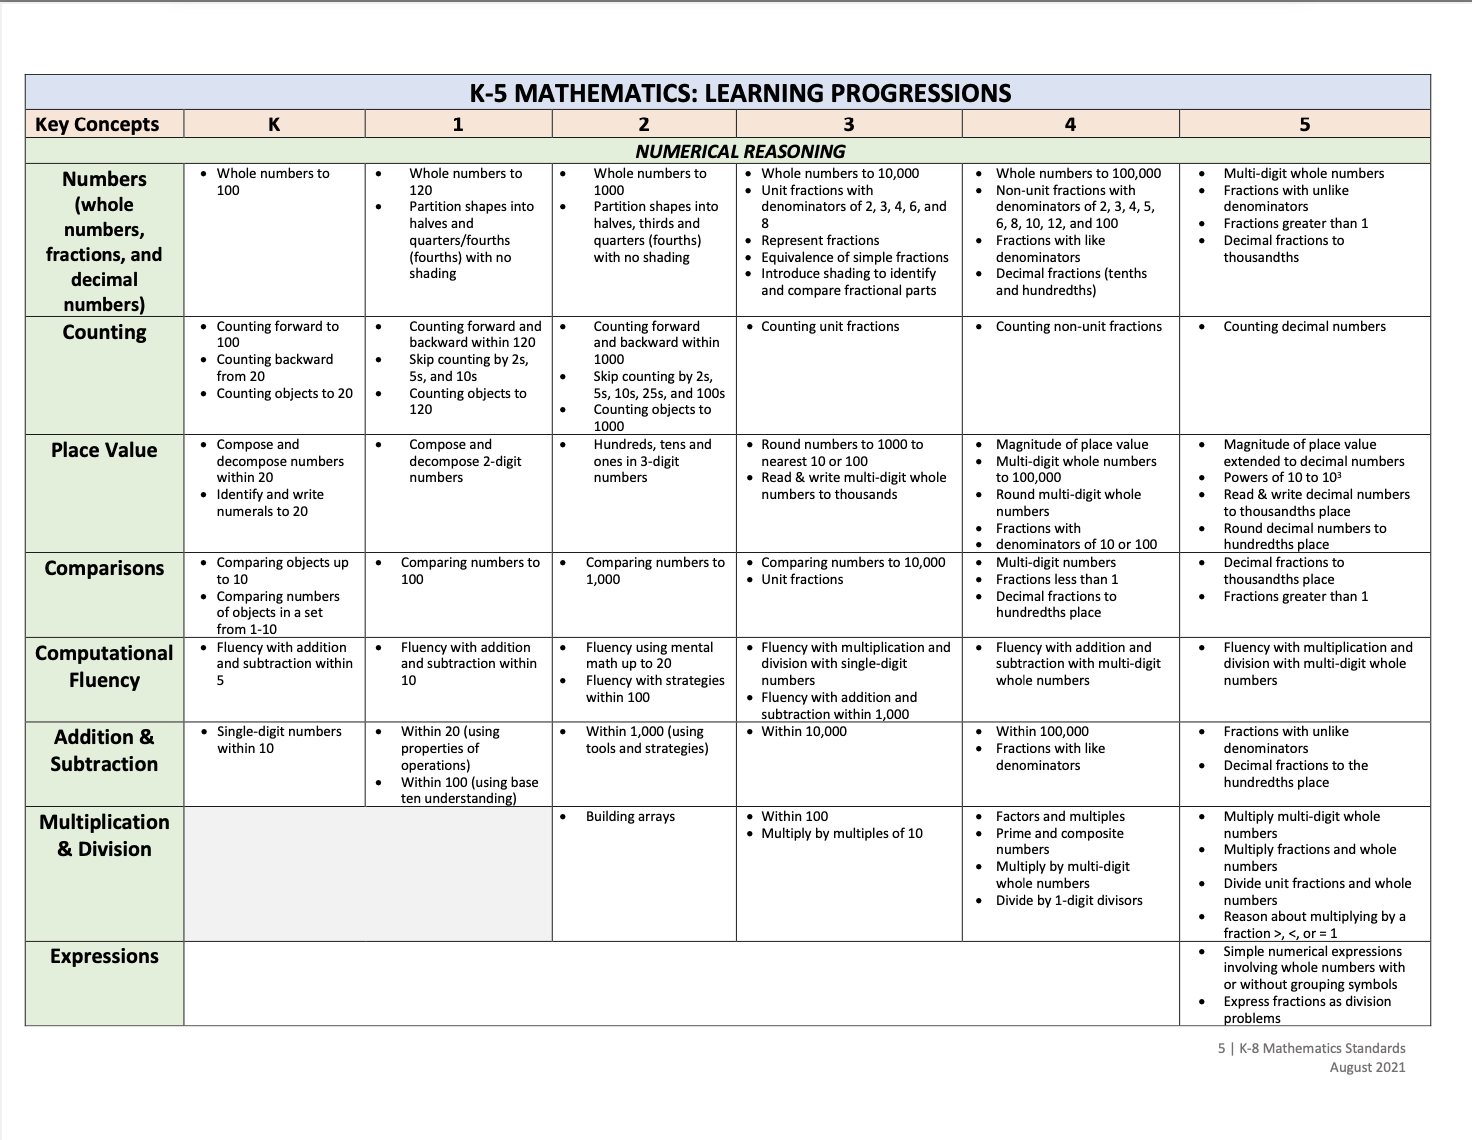 K-5 MATHEMATICS: LEARNING PROGRESSIONS
Key Concepts K 1 2 3 4 5
NUMERICAL REASONING
Numbers
(whole
numbers,
fractions, and
decimal
numbers)
• Whole numbers to
100
• Whole numbers to
120
• Partition shapes into
halves and
quarters/fourths
(fourths) with no
shading
• Whole numbers to
1000
• Partition shapes into
halves, thirds and
quarters (fourths)
with no shading
• Whole numbers to 10,000
• Unit fractions with
denominators of 2, 3, 4, 6, and
8
• Represent fractions
• Equivalence of simple fractions
• Introduce shading to identify
and compare fractional parts
• Whole numbers to 100,000
• Non-unit fractions with
denominators of 2, 3, 4, 5,
6, 8, 10, 12, and 100
• Fractions with like
denominators
• Decimal fractions (tenths
and hundredths)
• Multi-digit whole numbers
• Fractions with unlike
denominators
• Fractions greater than 1
• Decimal fractions to
thousandths
Counting
• Counting forward to
100
• Counting backward
from 20
• Counting objects to 20
• Counting forward and
backward within 120
• Skip counting by 2s,
5s, and 10s
• Counting objects to
120
• Counting forward
and backward within
1000
• Skip counting by 2s,
5s, 10s, 25s, and 100s
• Counting objects to
1000
• Counting unit fractions
• Counting non-unit fractions
• Counting decimal numbers
Place Value
• Compose and
decompose numbers
within 20
• Identify and write
numerals to 20
• Compose and
decompose 2-digit
numbers
• Hundreds, tens and
ones in 3-digit
numbers
• Round numbers to 1000 to
nearest 10 or 100
• Read & write multi-digit whole
numbers to thousands
• Magnitude of place value
• Multi-digit whole numbers
to 100,000
• Round multi-digit whole
numbers
• Fractions with
• denominators of 10 or 100
• Magnitude of place value
extended to decimal numbers
• Powers of 10 to 10³
• Read & write decimal numbers
to thousandths place
• Round decimal numbers to
hundredths place
Comparisons
• Comparing objects up
to 10
• Comparing numbers
of objects in a set
from 1-10
• Comparing numbers to
100
• Comparing numbers to
1,000
• Comparing numbers to 10,000
• Unit fractions
• Multi-digit numbers
• Fractions less than 1
• Decimal fractions to
hundredths place
• Decimal fractions to
thousandths place
• Fractions greater than 1
Computational
Fluency
• Fluency with addition
and subtraction within
5
• Fluency with addition
and subtraction within
10
• Fluency using mental
math up to 20
• Fluency with strategies
within 100
• Fluency with multiplication and
division with single-digit
numbers
• Fluency with addition and
subtraction within 1,000
• Fluency with addition and
subtraction with multi-digit
whole numbers
• Fluency with multiplication and
division with multi-digit whole
numbers
Addition &
Subtraction
• Single-digit numbers
within 10
• Within 20 (using
properties of
operations)
• Within 100 (using base
ten understanding)
• Within 1,000 (using
tools and strategies)
• Within 10,000
• Within 100,000
• Fractions with like
denominators
• Fractions with unlike
denominators
• Decimal fractions to the
hundredths place
Multiplication
& Division
• Building arrays
• Within 100
• Multiply by multiples of 10
• Factors and multiples
• Prime and composite
numbers
• Multiply by multi-digit
whole numbers
• Divide by 1-digit divisors
• Multiply multi-digit whole
numbers
• Multiply fractions and whole
numbers
• Divide unit fractions and whole
numbers
• Reason about multiplying by a
fraction >, <, or = 1
Expressions
• Simple numerical expressions
involving whole numbers with
or without grouping symbols
• Express fractions as division
problems
5 | K-8 Mathematics Standards
August 2021